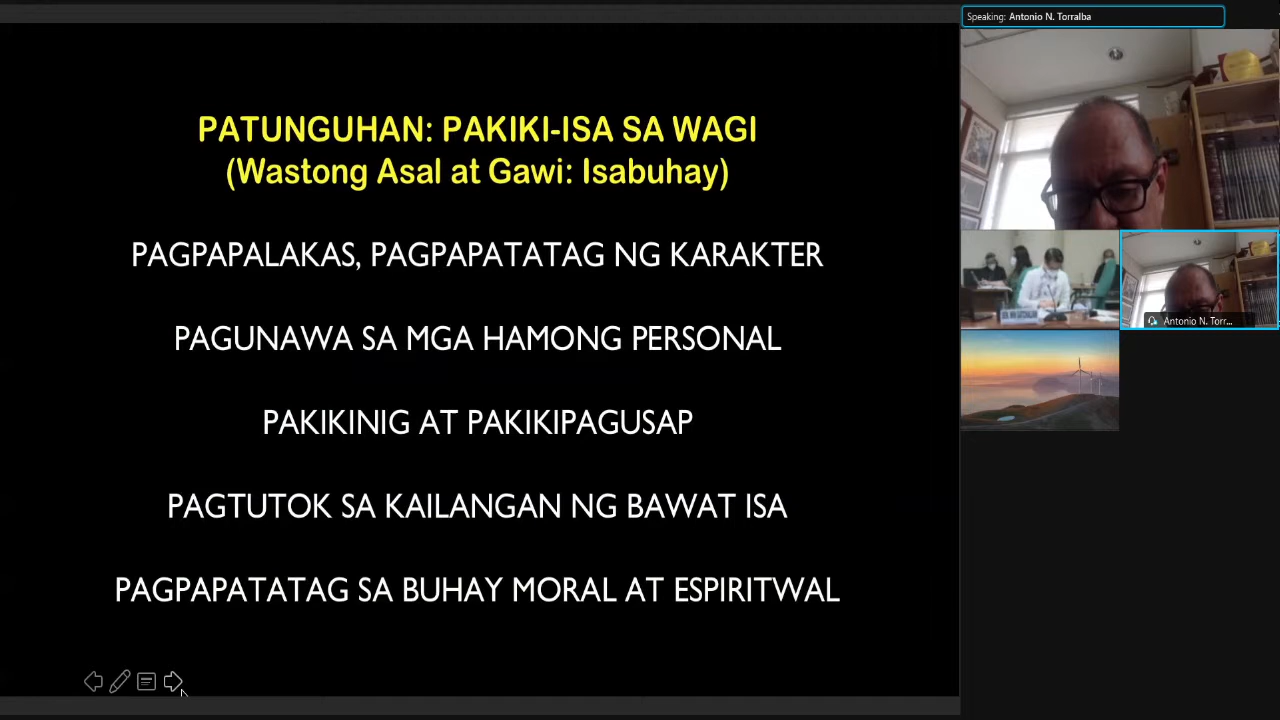 Speaking: Antonio N. Torralba
PATUNGUHAN: PAKIKI-ISA SA WAGI
(Wastong Asal at Gawi: Isabuhay)
PAGPAPALAKAS, PAGPAPATATAG NG KARAKTER
PAGUNAWA SA MGA HAMONG PERSONAL
PAKIKINIG AT PAKIKIPAGUSAP
PAGTUTOK SA KAILANGAN NG BAWAT ISA
PAGPAPATATAG SA BUHAY MORAL AT ESPIRITWAL
Antonio N. Torr...